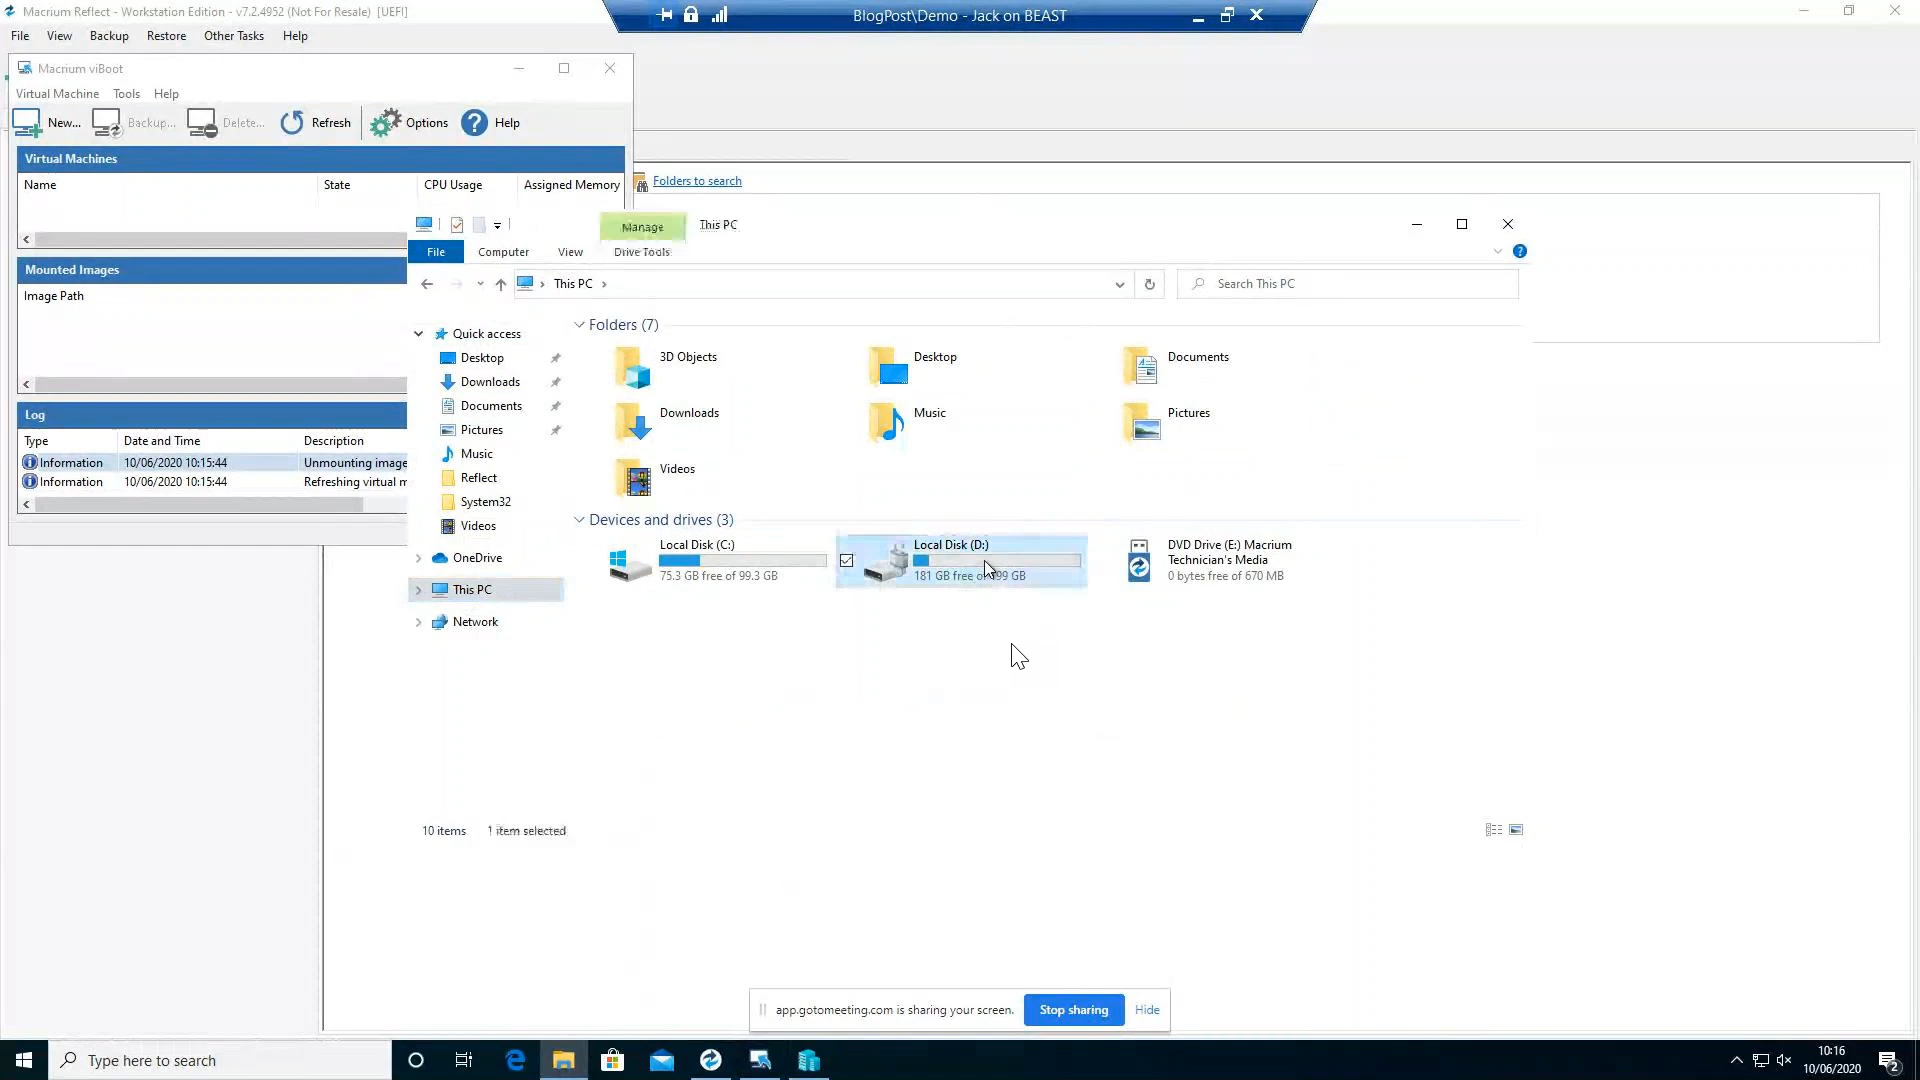 Macrium Reflect - Workstation Edition - v7.2.4952 (Not For Resale) [UEFI]
BlogPost\Demo - Jack on BEAST
File View Backup Restore Other Tasks Help
Macrium viBoot
Virtual Machine Tools Help
New... Backup... Delete... Refresh Options Help
Virtual Machines
Name State CPU Usage Assigned Memory
Folders to search
Mounted Images
Image Path
Log
Type Date and Time Description
Information 10/06/2020 10:15:44 Unmounting image
Information 10/06/2020 10:15:44 Refreshing virtual m
Manage This PC
File Computer View Drive Tools
This PC
Search This PC
Quick access
Desktop
Downloads
Documents
Pictures
Music
Reflect
System32
Videos
OneDrive
This PC
Network
Folders (7)
3D Objects Desktop Documents
Downloads Music Pictures
Videos
Devices and drives (3)
Local Disk (C:)
75.3 GB free of 99.3 GB
Local Disk (D:)
181 GB free of 99 GB
DVD Drive (E:) Macrium
Technician's Media
0 bytes free of 670 MB
10 items 1 item selected
app.gotomeeting.com is sharing your screen. Stop sharing Hide
Type here to search
10:16
10/06/2020
2